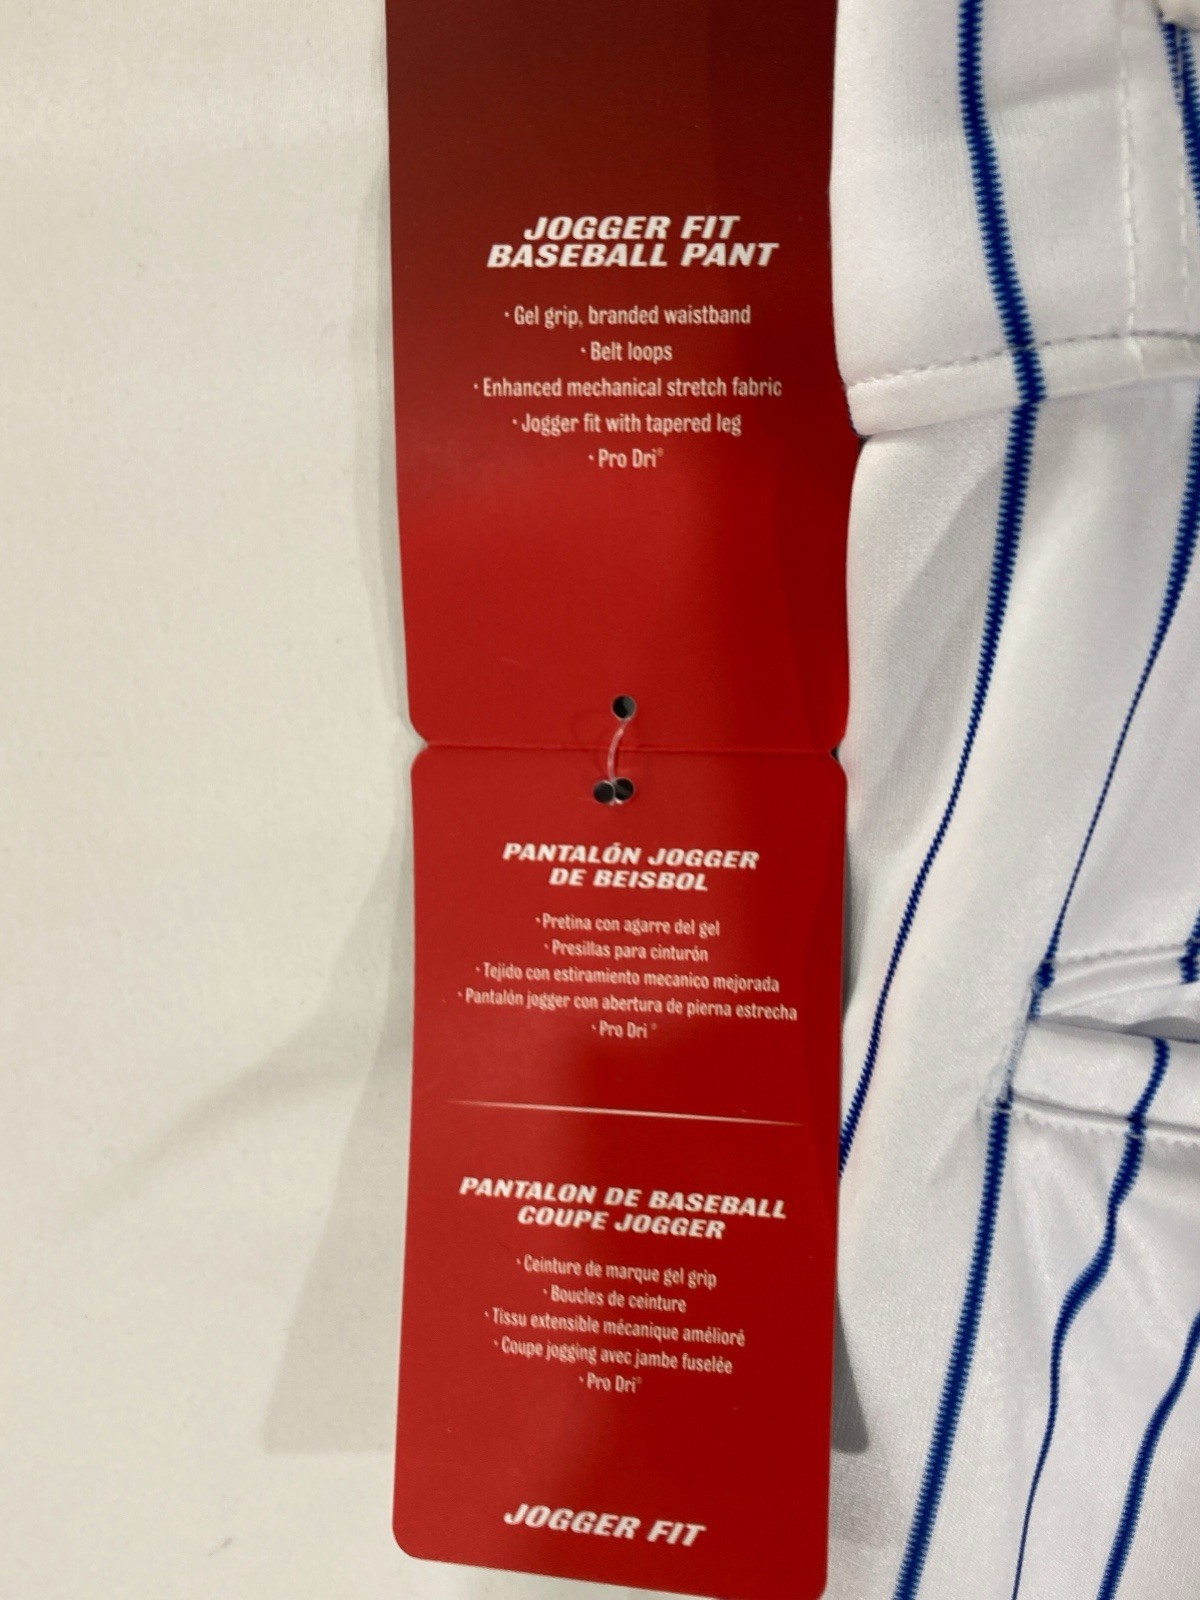 JOGGER FIT
BASEBALL PANT
· Gel grip, branded waistband
· Belt loops
· Enhanced mechanical stretch fabric
· Jogger fit with tapered leg
· Pro Dri®
PANTALÓN JOGGER
DE BEISBOL
· Pretina con agarre del gel
· Presillas para cinturón
· Tejido con estiramiento mecanico mejorada
· Pantalón jogger con abertura de pierna estrecha
· Pro Dri ®
PANTALON DE BASEBALL
COUPE JOGGER
· Ceinture de marque gel grip
· Boucles de ceinture
· Tissu extensible mécanique amélioré
· Coupe jogging avec jambe fuselée
· Pro Dri®
JOGGER FIT